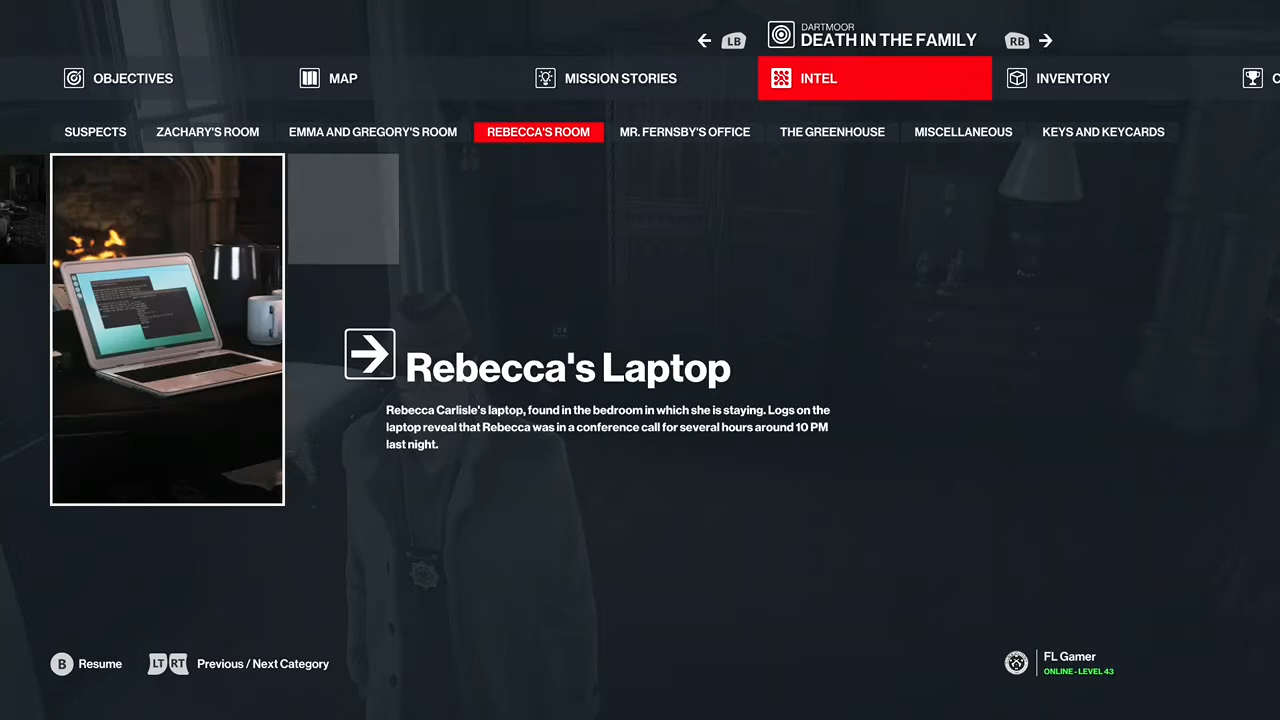 DARTMOOR
LB DEATH IN THE FAMILY RB
OBJECTIVES MAP MISSION STORIES INTEL INVENTORY C
SUSPECTS ZACHARY'S ROOM EMMA AND GREGORY'S ROOM REBECCA'S ROOM MR. FERNSBY'S OFFICE THE GREENHOUSE MISCELLANEOUS KEYS AND KEYCARDS
Rebecca's Laptop
Rebecca Carlisle's laptop, found in the bedroom in which she is staying. Logs on the
laptop reveal that Rebecca was in a conference call for several hours around 10 PM
last night.
B Resume LT RT Previous / Next Category
FL Gamer
ONLINE - LEVEL 43